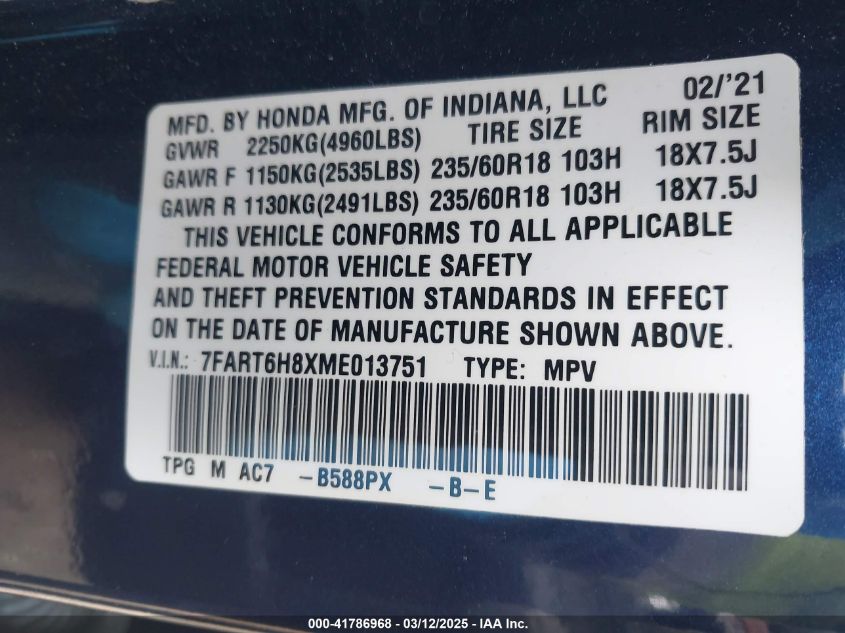 MFD. BY HONDA MFG. OF INDIANA, LLC 02/'21
GVWR 2250KG(4960LBS) TIRE SIZE RIM SIZE
GAWR F 1150KG(2535LBS) 235/60R18 103H 18X7.5J
GAWR R 1130KG(2491LBS) 235/60R18 103H 18X7.5J
THIS VEHICLE CONFORMS TO ALL APPLICABLE
FEDERAL MOTOR VEHICLE SAFETY
AND THEFT PREVENTION STANDARDS IN EFFECT
ON THE DATE OF MANUFACTURE SHOWN ABOVE.
V.I.N.: 7FART6H8XME013751 TYPE: MPV
TPG M AC7 -B588PX -B-E
000-41786968 - 03/12/2025 - IAA Inc.